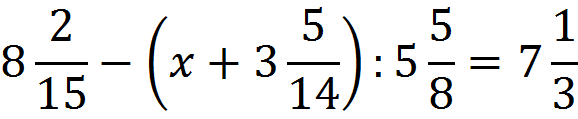 8 2/15 − (x + 3 5/14) : 5 5/8 = 7 1/3